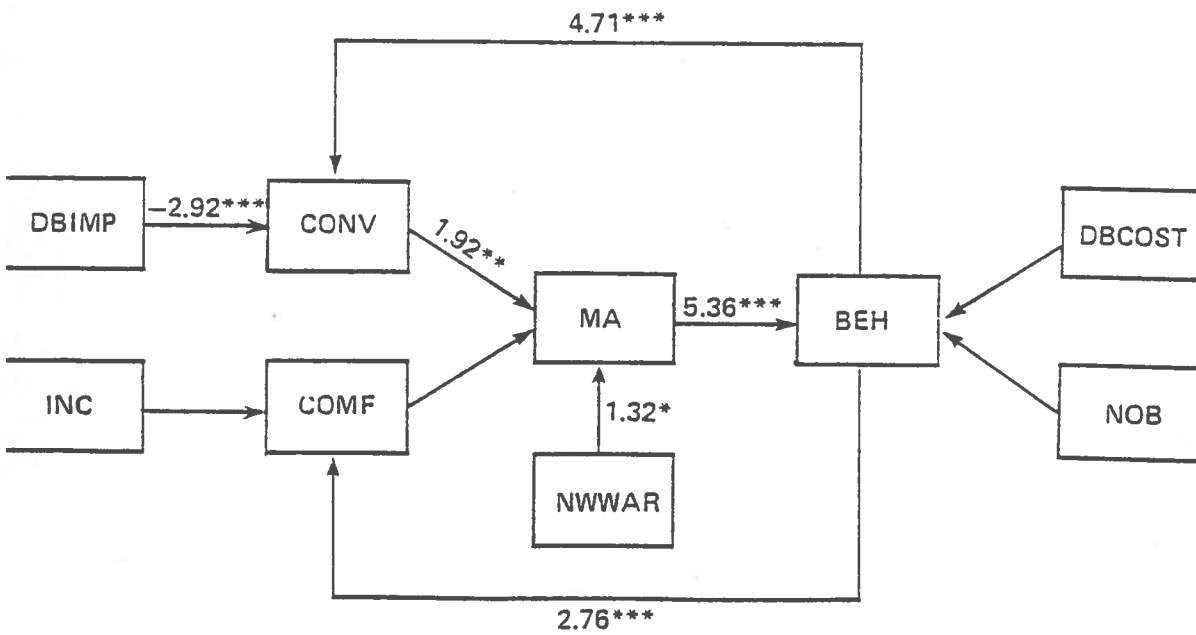 4.71***
DBIMP
−2.92***
CONV
1.92**
DBCOST
MA
5.36***
BEH
INC
COMF
1.32*
NOB
NWWAR
2.76***